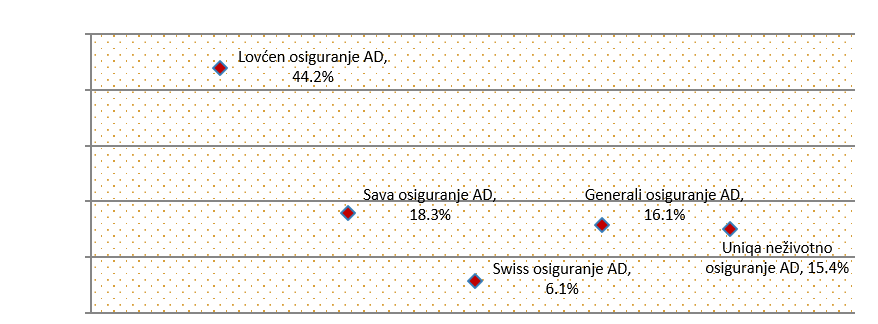 Lovćen osiguranje AD,
44.2%
Sava osiguranje AD,
18.3%
Generali osiguranje AD,
16.1%
Uniqa neživotno
osiguranje AD, 15.4%
Swiss osiguranje AD,
6.1%